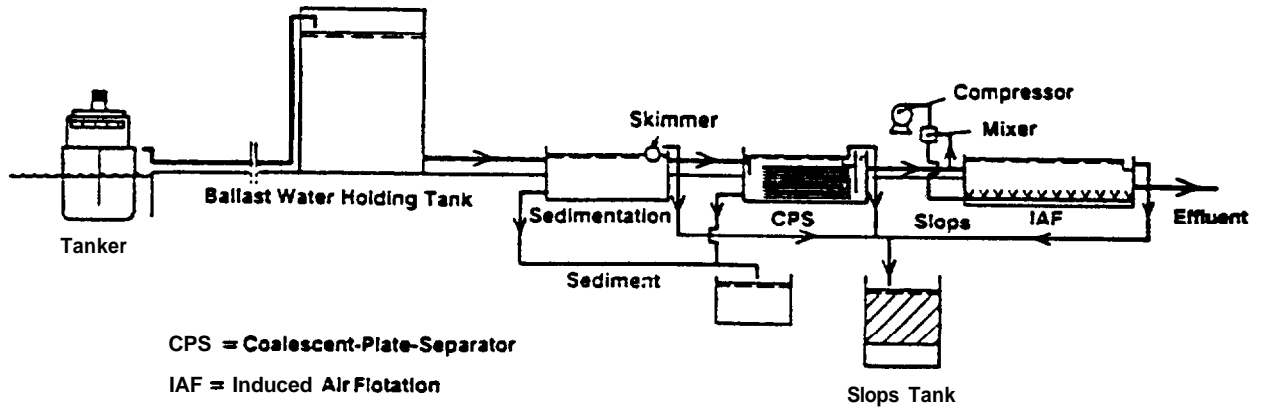 Compressor
Skimmer
Mixer
Ballast Water Holding Tank
Sedimentation
CPS
Slops
IAF
Effluent
Tanker
Sediment
CPS = Coalescent-Plate-Separator
IAF = Induced Air Flotation
Slops Tank